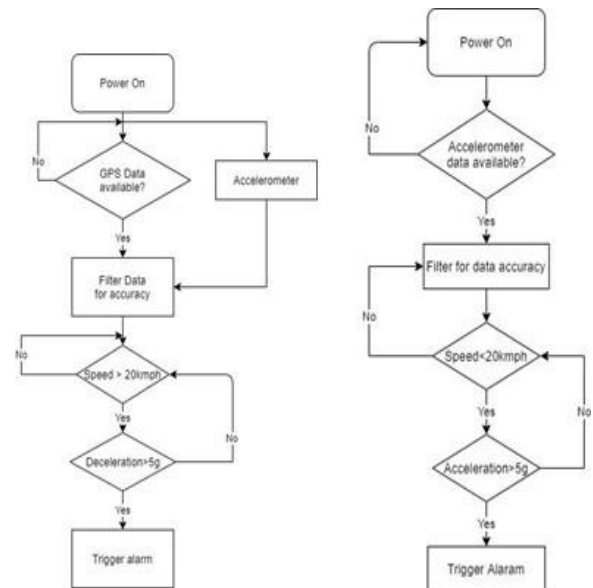 Power On
No
GPS Data
available?
Accelerometer
Yes
Filter Data
for accuracy
No
Speed > 20kmph
Yes
No
Deceleration>5g
Yes
Trigger alarm
Power On
No
Accelerometer
data available?
Yes
Filter for data accuracy
No
Speed<20kmph
Yes
No
Acceleration>5g
Yes
Trigger Alaram